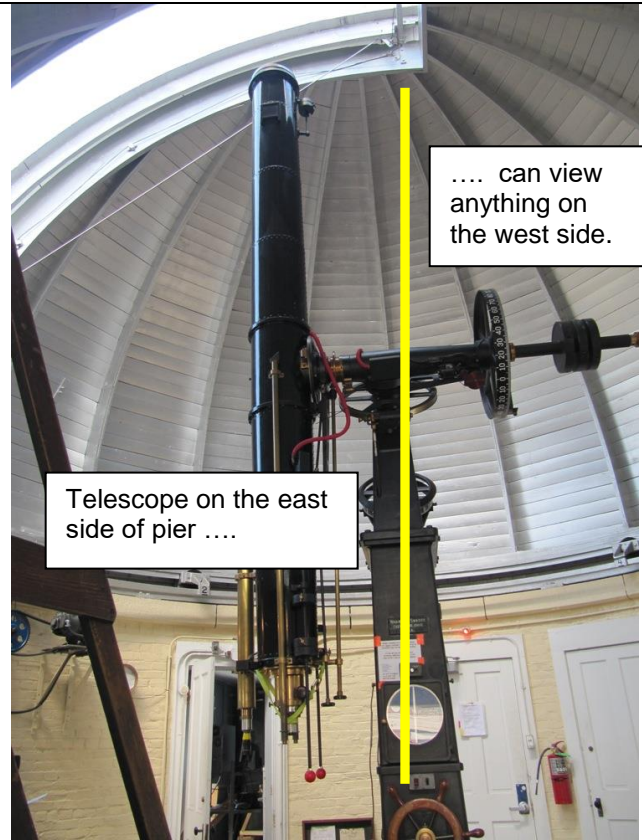 …. can view
anything on
the west side.
Telescope on the east
side of pier ….